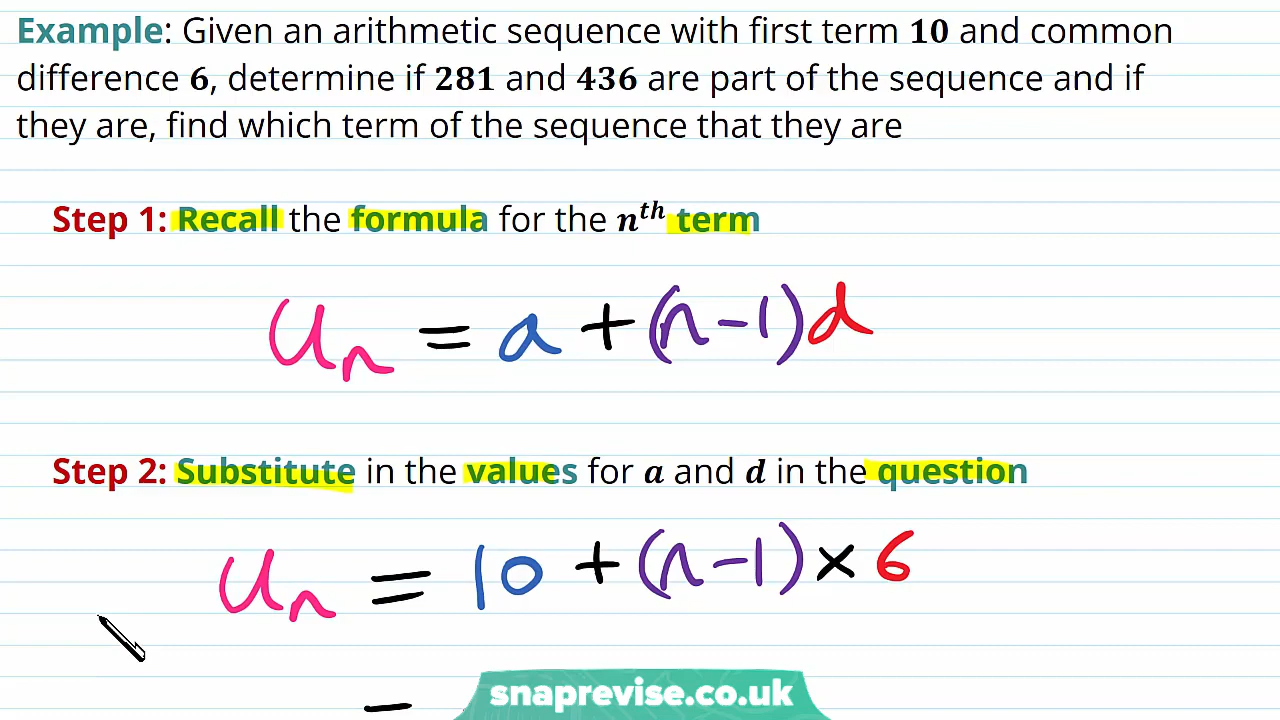 Example: Given an arithmetic sequence with first term 10 and common
difference 6, determine if 281 and 436 are part of the sequence and if
they are, find which term of the sequence that they are
Step 1: Recall the formula for the nᵗʰ term
Uₙ = a + (n-1)d
Step 2: Substitute in the values for a and d in the question
Uₙ = 10 + (n-1) × 6
snaprevise.co.uk